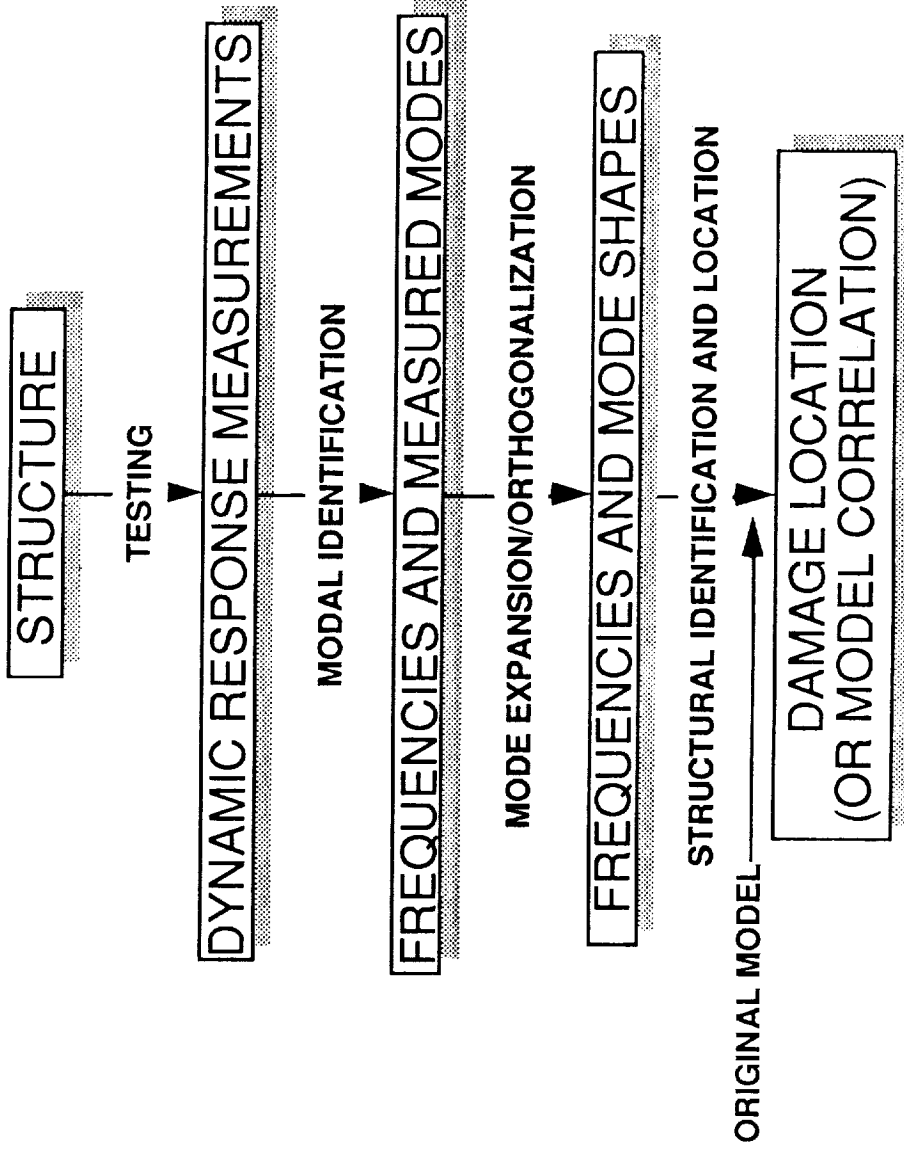 STRUCTURE
TESTING
DYNAMIC RESPONSE MEASUREMENTS
MODAL IDENTIFICATION
FREQUENCIES AND MEASURED MODES
MODE EXPANSION/ORTHOGONALIZATION
FREQUENCIES AND MODE SHAPES
STRUCTURAL IDENTIFICATION AND LOCATION
ORIGINAL MODEL
DAMAGE LOCATION
(OR MODEL CORRELATION)